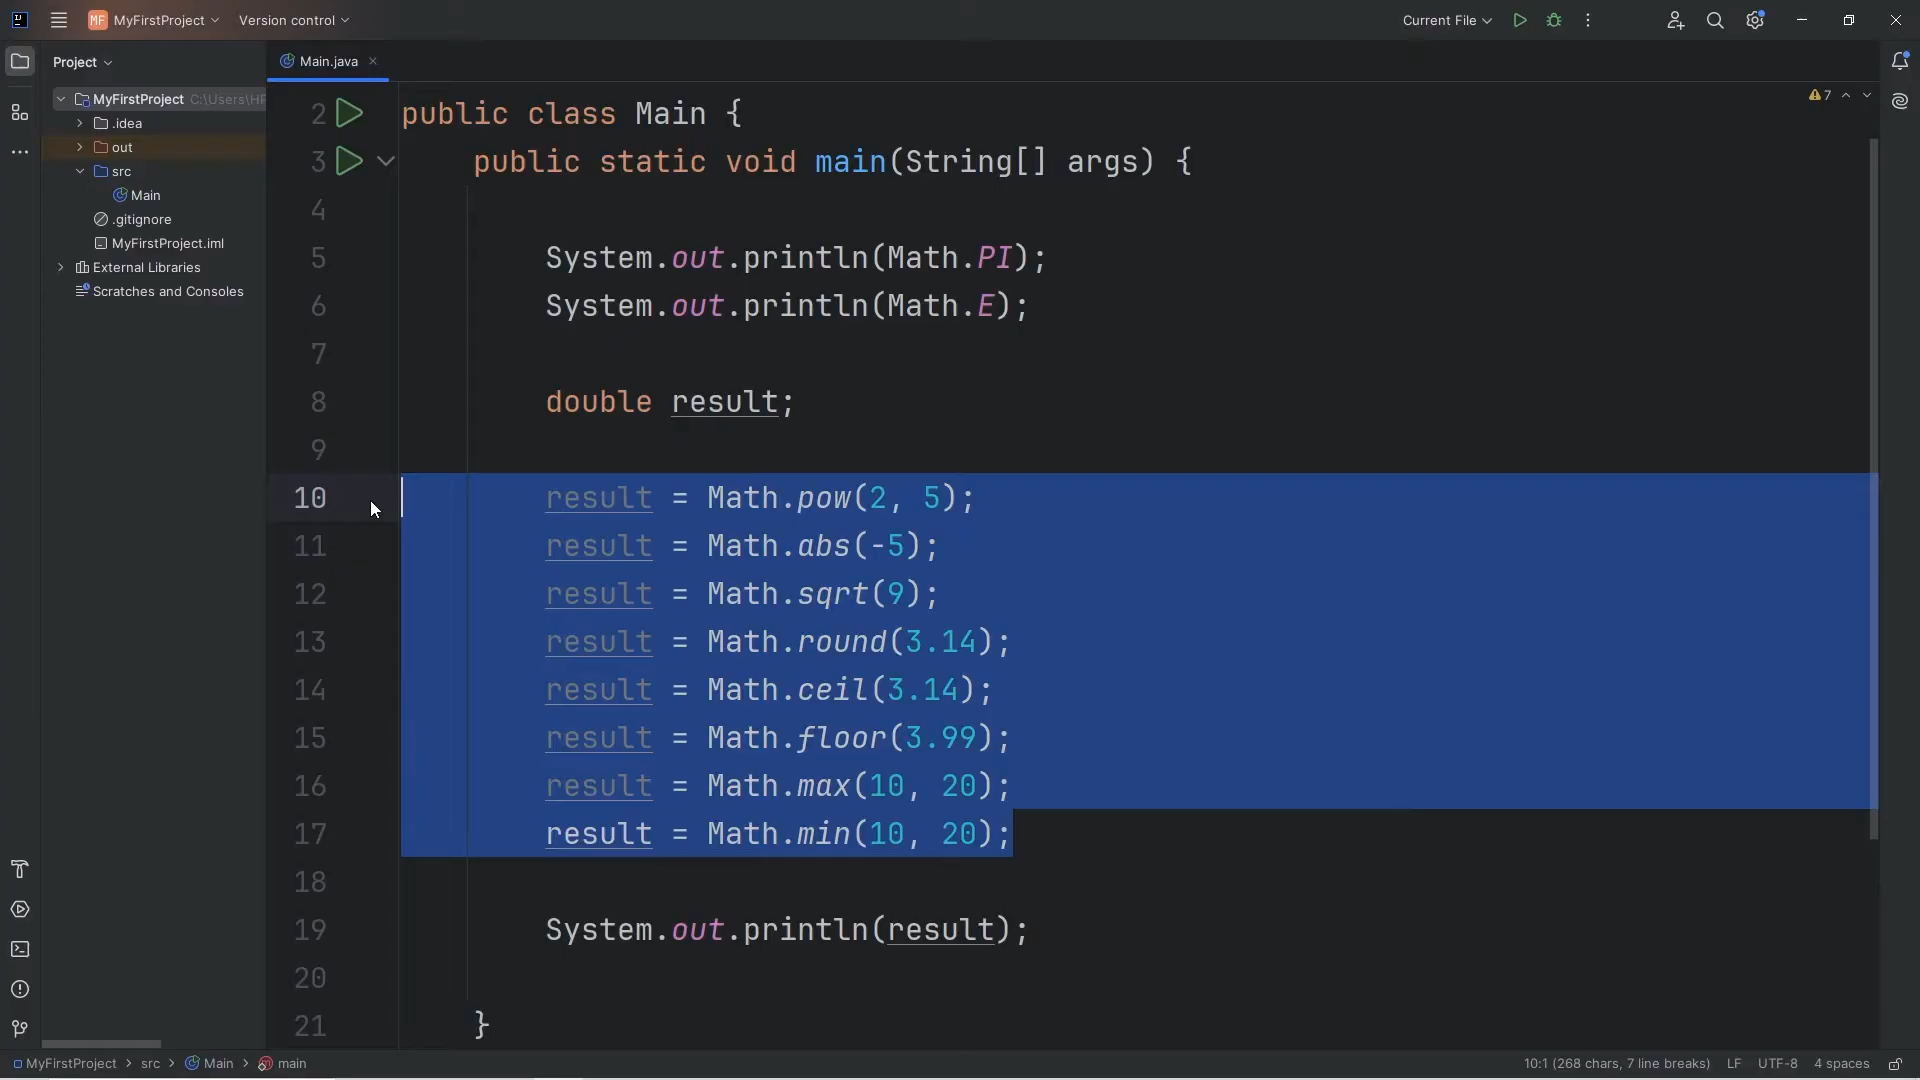 MF MyFirstProject Version control Current File
Project Main.java
MyFirstProject C:\Users\HP
.idea
out
src
Main
.gitignore
MyFirstProject.iml
External Libraries
Scratches and Consoles
7
2 public class Main {
3 public static void main(String[] args) {
4
5 System.out.println(Math.PI);
6 System.out.println(Math.E);
7
8 double result;
9
10 result = Math.pow(2, 5);
11 result = Math.abs(-5);
12 result = Math.sqrt(9);
13 result = Math.round(3.14);
14 result = Math.ceil(3.14);
15 result = Math.floor(3.99);
16 result = Math.max(10, 20);
17 result = Math.min(10, 20);
18
19 System.out.println(result);
20
21 }
MyFirstProject > src > Main > main 10:1 (268 chars, 7 line breaks) LF UTF-8 4 spaces